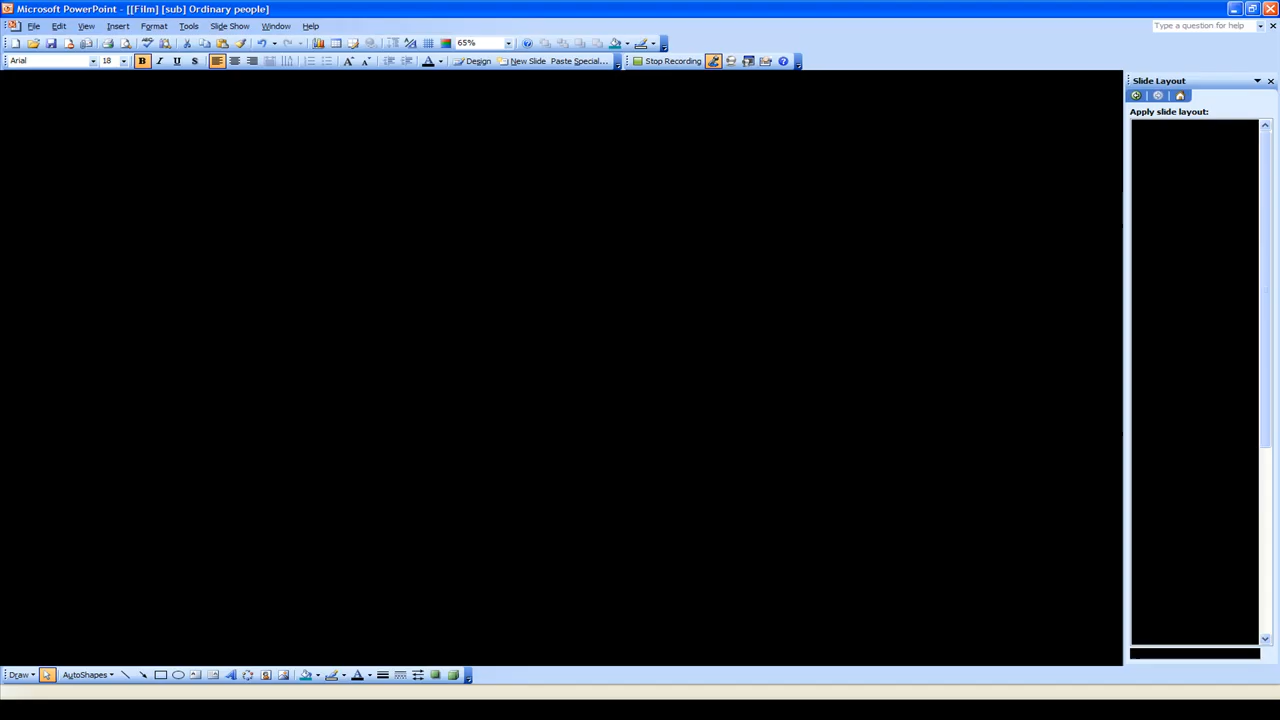 Microsoft PowerPoint - [[Film] [sub] Ordinary people]
File Edit View Insert Format Tools Slide Show Window Help
Type a question for help
65%
Arial 18 B I U S A Design New Slide Paste Special... Stop Recording
Slide Layout
Apply slide layout:
Draw AutoShapes